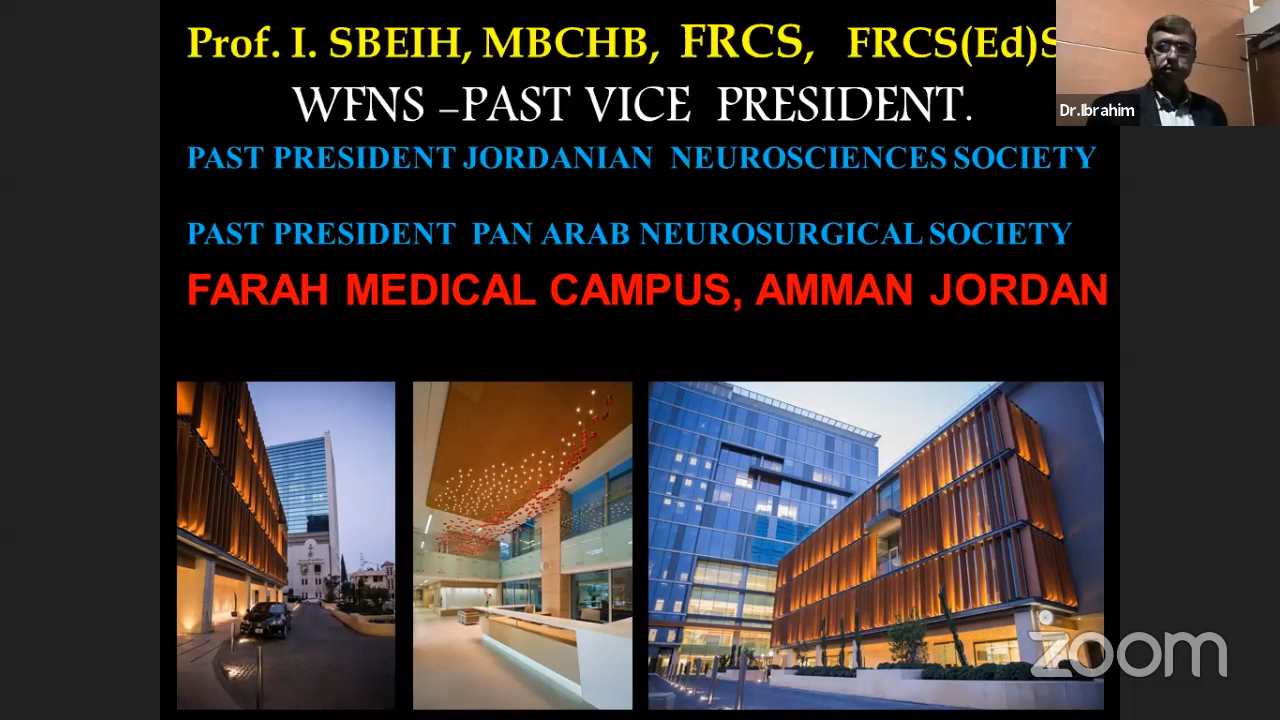 Prof. I. SBEIH, MBCHB, FRCS, FRCS(Ed)S
WFNS –PAST VICE PRESIDENT.
Dr.Ibrahim
PAST PRESIDENT JORDANIAN NEUROSCIENCES SOCIETY
PAST PRESIDENT PAN ARAB NEUROSURGICAL SOCIETY
FARAH MEDICAL CAMPUS, AMMAN JORDAN
zoom